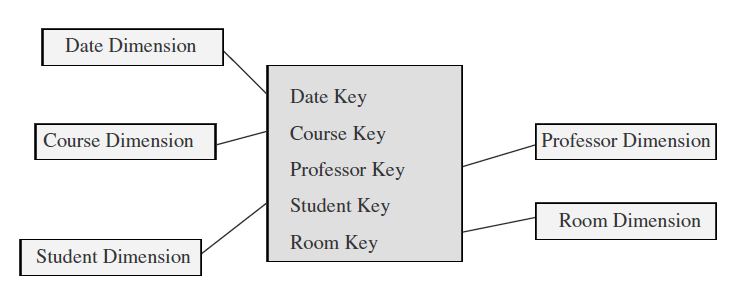 Date Dimension
Course Dimension
Student Dimension
Date Key
Course Key
Professor Key
Student Key
Room Key
Professor Dimension
Room Dimension